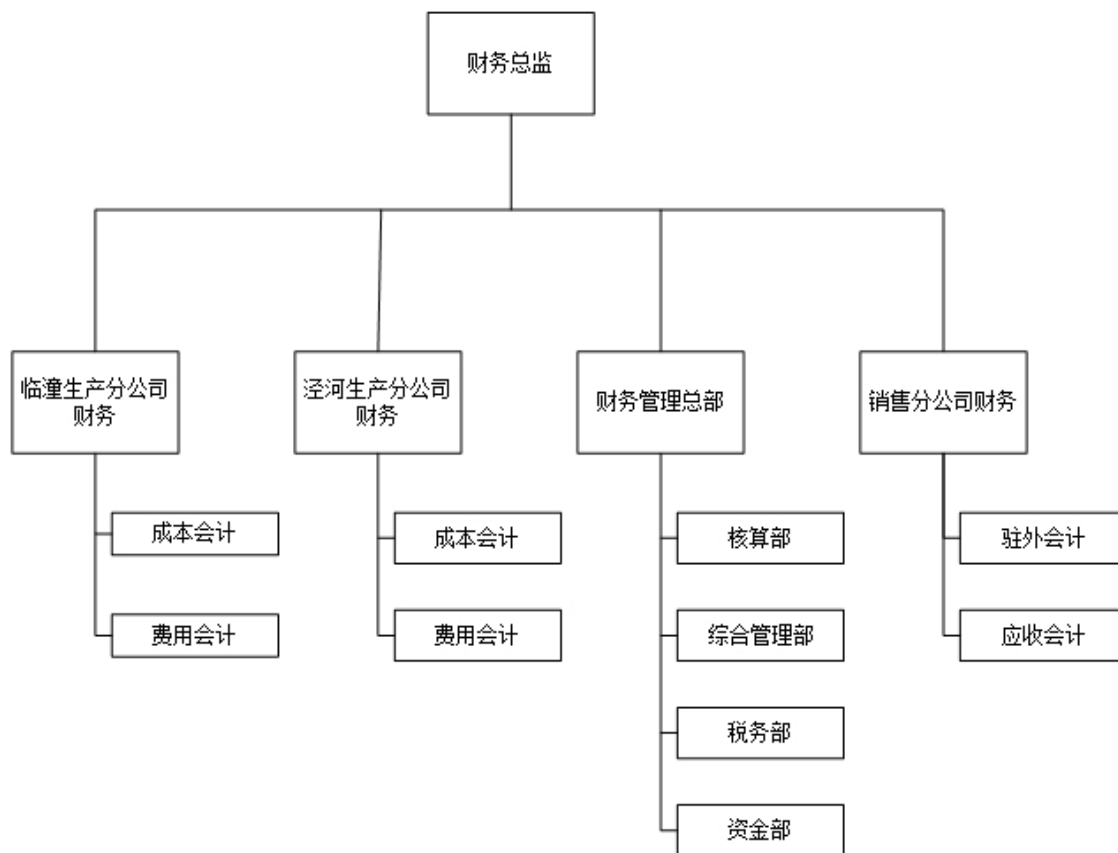 财务总监
临潼生产分公司
财务
泾河生产分公司
财务
财务管理总部
销售分公司财务
成本会计
成本会计
核算部
驻外会计
费用会计
费用会计
综合管理部
应收会计
税务部
资金部